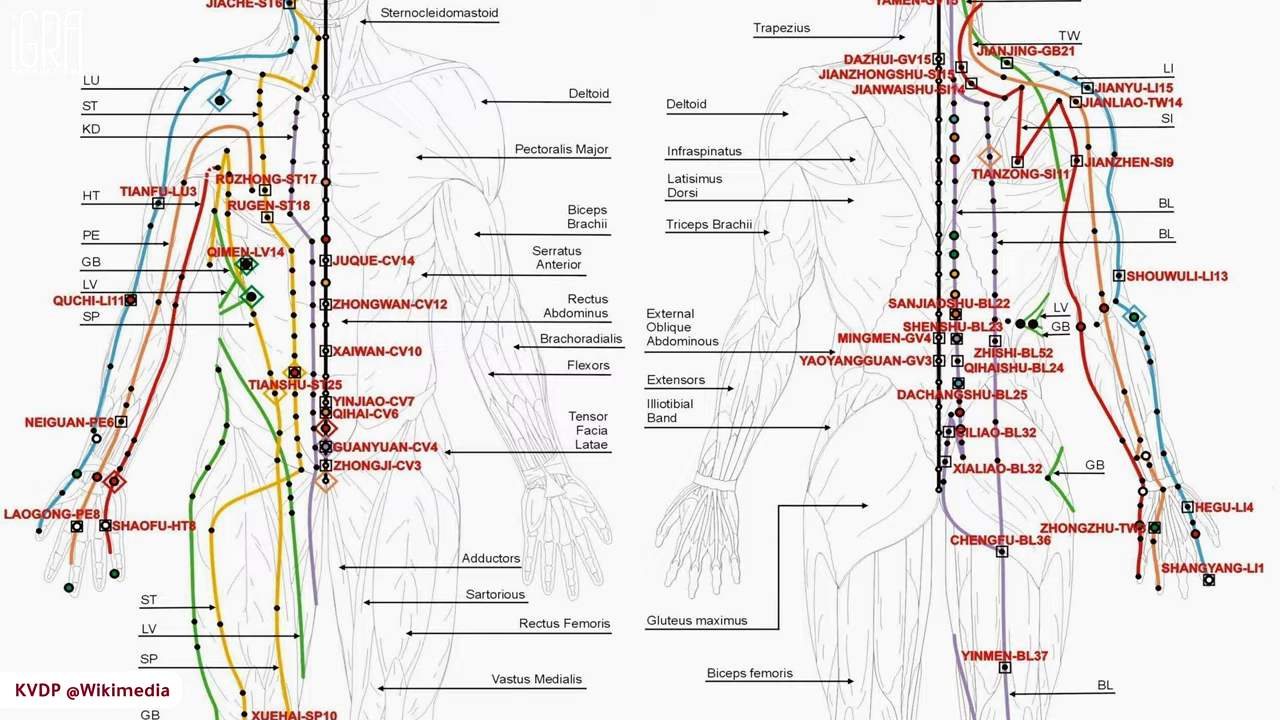 JIACHE-ST6
Sternocleidomastoid
LU
ST
KD
Deltoid
Pectoralis Major
RUZHONG-ST17
TIANFU-LU3
RUGEN-ST18
HT
PE
GB
LV
SP
QIMEN-LV14
Biceps
Brachii
Serratus
Anterior
JUQUE-CV14
QUCHI-LI11
ZHONGWAN-CV12
Rectus
Abdominus
Brachoradialis
XAIWAN-CV10
Flexors
TIANSHU-ST25
YINJIAO-CV7
QIHAI-CV6
NEIGUAN-PE6
Tensor
Facia
Latae
GUANYUAN-CV4
ZHONGJI-CV3
LAOGONG-PE8
SHAOFU-HT8
Adductors
ST
LV
SP
GB
Sartorious
Rectus Femoris
Vastus Medialis
XUEHAI-SP10
KVDP @Wikimedia
YAMEN-GV15
Trapezius
TW
JIANJING-GB21
DAZHUI-GV15
JIANZHONGSHU-SI15
JIANWAISHU-SI14
LI
JIANYU-LI15
JIANLIAO-TW14
SI
Deltoid
Infraspinatus
JIANZHEN-SI9
TIANZONG-SI11
Latisimus
Dorsi
BL
Triceps Brachii
BL
SHOUWULI-LI13
SANJIAOSHU-BL22
LV
GB
External
Oblique
Abdominous
SHENSHU-BL23
MINGMEN-GV4
ZHISHI-BL52
YAOYANGGUAN-GV3
QIHAISHU-BL24
Extensors
DACHANGSHU-BL25
Illiotibial
Band
XIALIAO-BL32
GB
HEGU-LI4
ZHONGZHU-TW3
CHENGFU-BL36
SHANGYANG-LI1
Gluteus maximus
YINMEN-BL37
Biceps femoris
BL